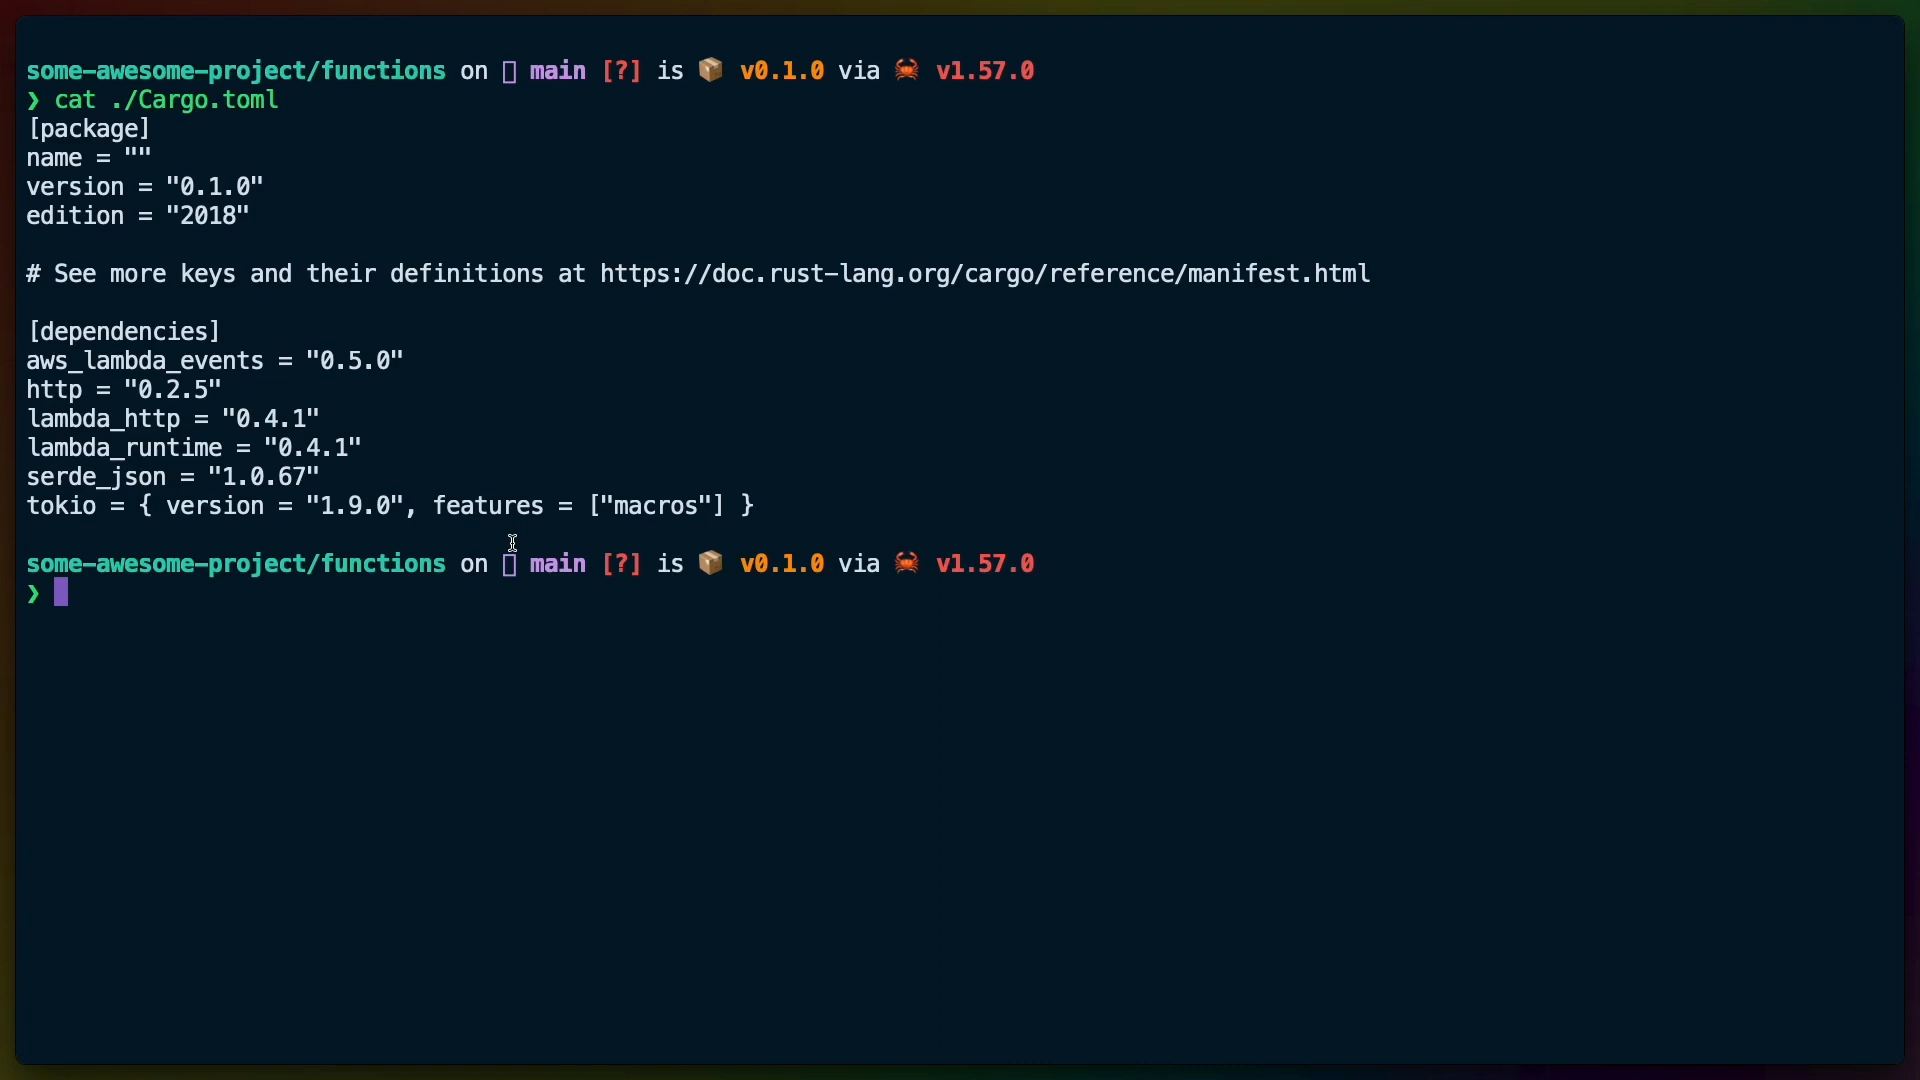 some-awesome-project/functions on  main [?] is 📦 v0.1.0 via 🦀 v1.57.0
❯ cat ./Cargo.toml
[package]
name = ""
version = "0.1.0"
edition = "2018"
# See more keys and their definitions at https://doc.rust-lang.org/cargo/reference/manifest.html
[dependencies]
aws_lambda_events = "0.5.0"
http = "0.2.5"
lambda_http = "0.4.1"
lambda_runtime = "0.4.1"
serde_json = "1.0.67"
tokio = { version = "1.9.0", features = ["macros"] }
some-awesome-project/functions on  main [?] is 📦 v0.1.0 via 🦀 v1.57.0
❯